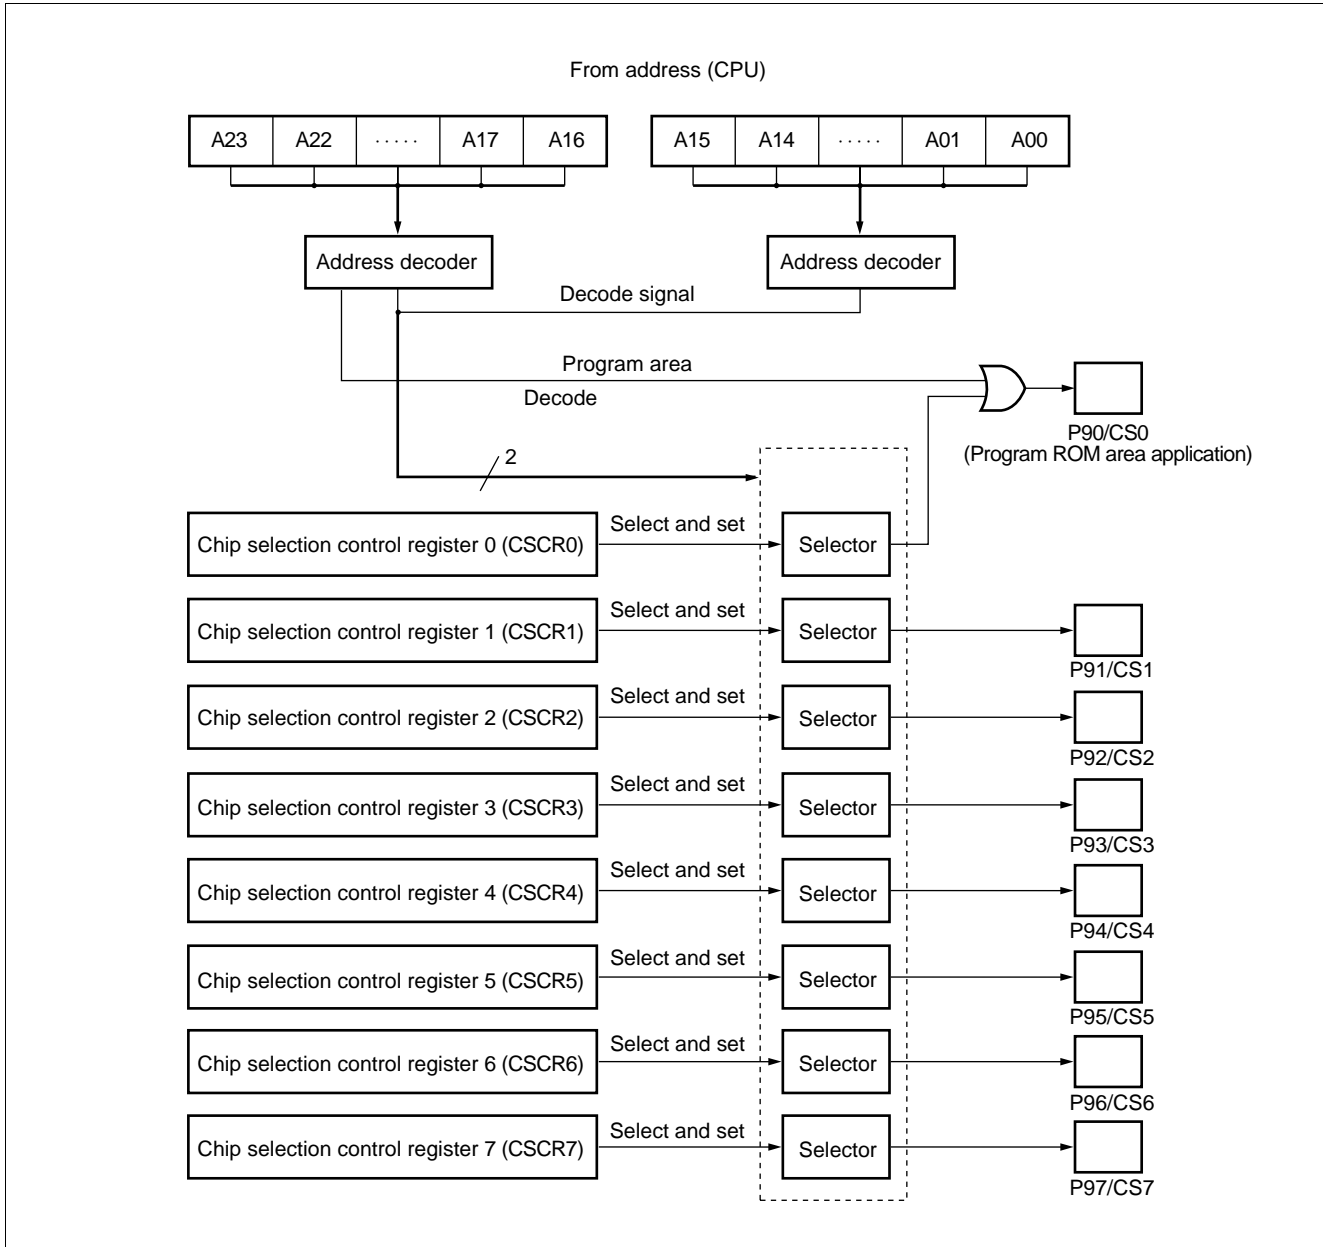 From address (CPU)
A23 A22 ····· A17 A16 A15 A14 ····· A01 A00
Address decoder Address decoder
Decode signal
Program area
Decode
P90/CS0
(Program ROM area application)
2
Select and set
Chip selection control register 0 (CSCR0) Selector
Select and set
Chip selection control register 1 (CSCR1) Selector
P91/CS1
Select and set
Chip selection control register 2 (CSCR2) Selector
P92/CS2
Select and set
Chip selection control register 3 (CSCR3) Selector
P93/CS3
Select and set
Chip selection control register 4 (CSCR4) Selector
P94/CS4
Select and set
Chip selection control register 5 (CSCR5) Selector
P95/CS5
Select and set
Chip selection control register 6 (CSCR6) Selector
P96/CS6
Select and set
Chip selection control register 7 (CSCR7) Selector
P97/CS7